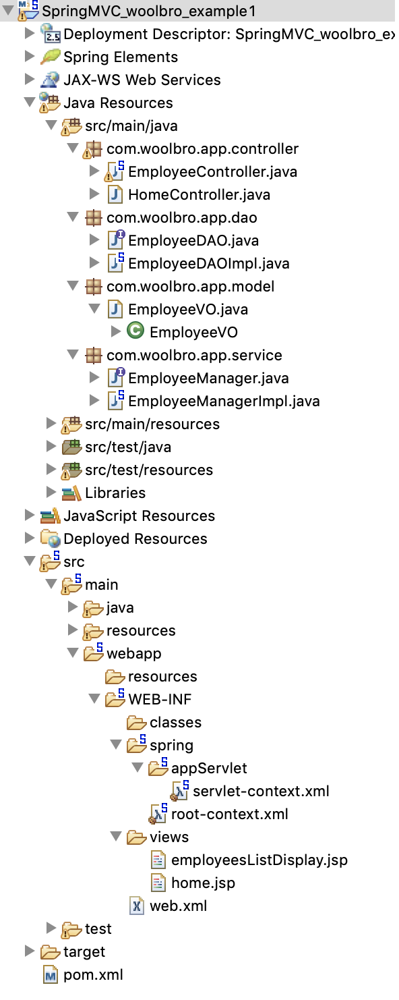 SpringMVC_woolbro_example1
Deployment Descriptor: SpringMVC_woolbro_ex
Spring Elements
JAX-WS Web Services
Java Resources
src/main/java
com.woolbro.app.controller
EmployeeController.java
HomeController.java
com.woolbro.app.dao
EmployeeDAO.java
EmployeeDAOImpl.java
com.woolbro.app.model
EmployeeVO.java
EmployeeVO
com.woolbro.app.service
EmployeeManager.java
EmployeeManagerImpl.java
src/main/resources
src/test/java
src/test/resources
Libraries
JavaScript Resources
Deployed Resources
src
main
java
resources
webapp
resources
WEB-INF
classes
spring
appServlet
servlet-context.xml
root-context.xml
views
employeesListDisplay.jsp
home.jsp
web.xml
test
target
pom.xml